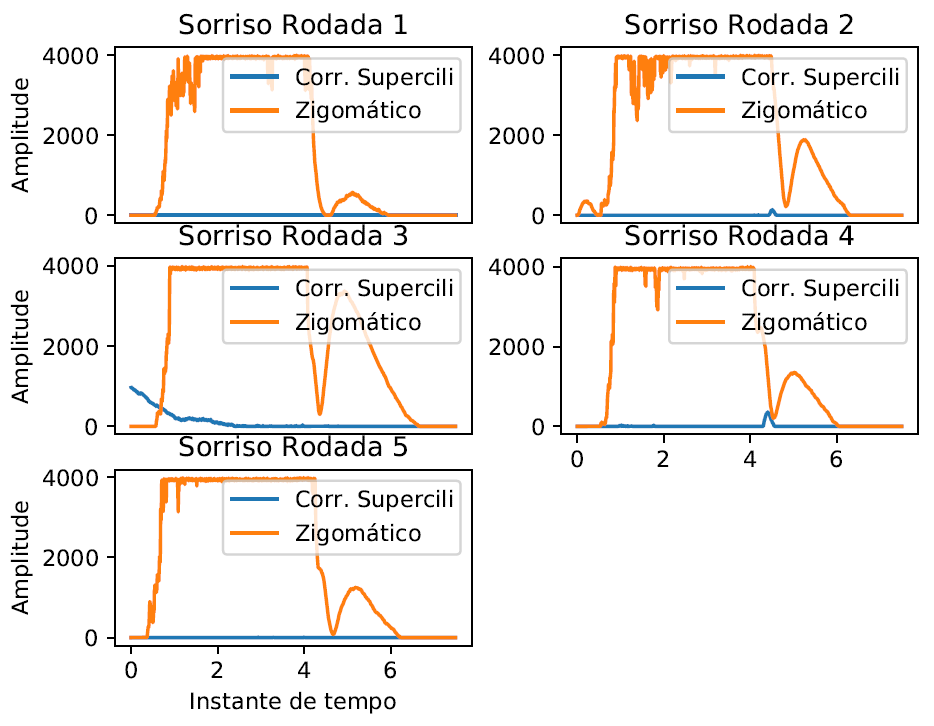 Sorriso Rodada 1
Amplitude
4000
2000
0
Corr. Supercili
Zigomático
Sorriso Rodada 2
4000
2000
0
Corr. Supercili
Zigomático
Sorriso Rodada 3
Amplitude
4000
2000
0
Corr. Supercili
Zigomático
Sorriso Rodada 4
4000
2000
0
Corr. Supercili
Zigomático
0 2 4 6
Sorriso Rodada 5
Amplitude
4000
2000
0
Corr. Supercili
Zigomático
0 2 4 6
Instante de tempo